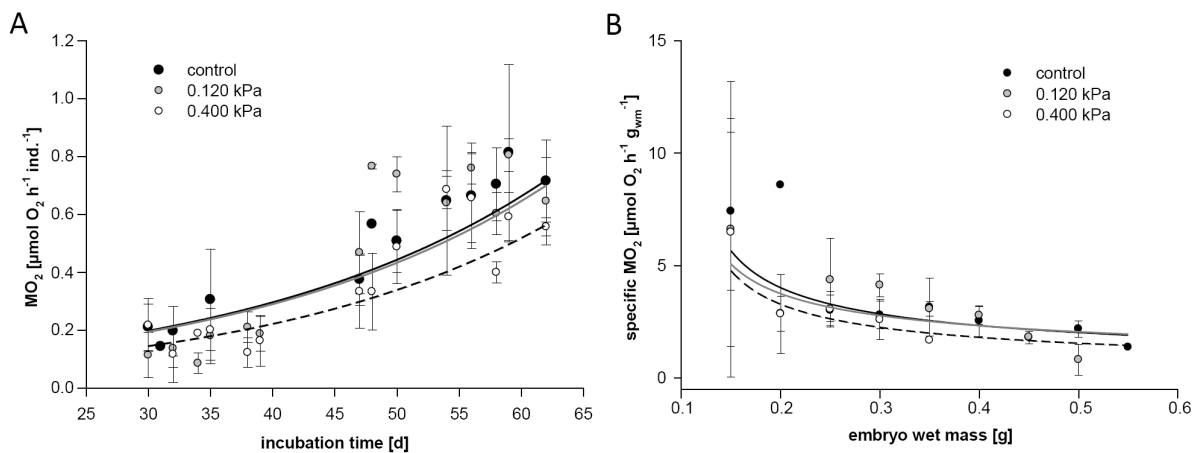 A
1.2
1.0
0.8
0.6
0.4
0.2
0.0
MO₂ [µmol O₂ h⁻¹ ind.⁻¹]
control
0.120 kPa
0.400 kPa
25 30 35 40 45 50 55 60 65
incubation time [d]
B
15
10
5
0
specific MO₂ [µmol O₂ h⁻¹ g_wm⁻¹]
control
0.120 kPa
0.400 kPa
0.1 0.2 0.3 0.4 0.5 0.6
embryo wet mass [g]